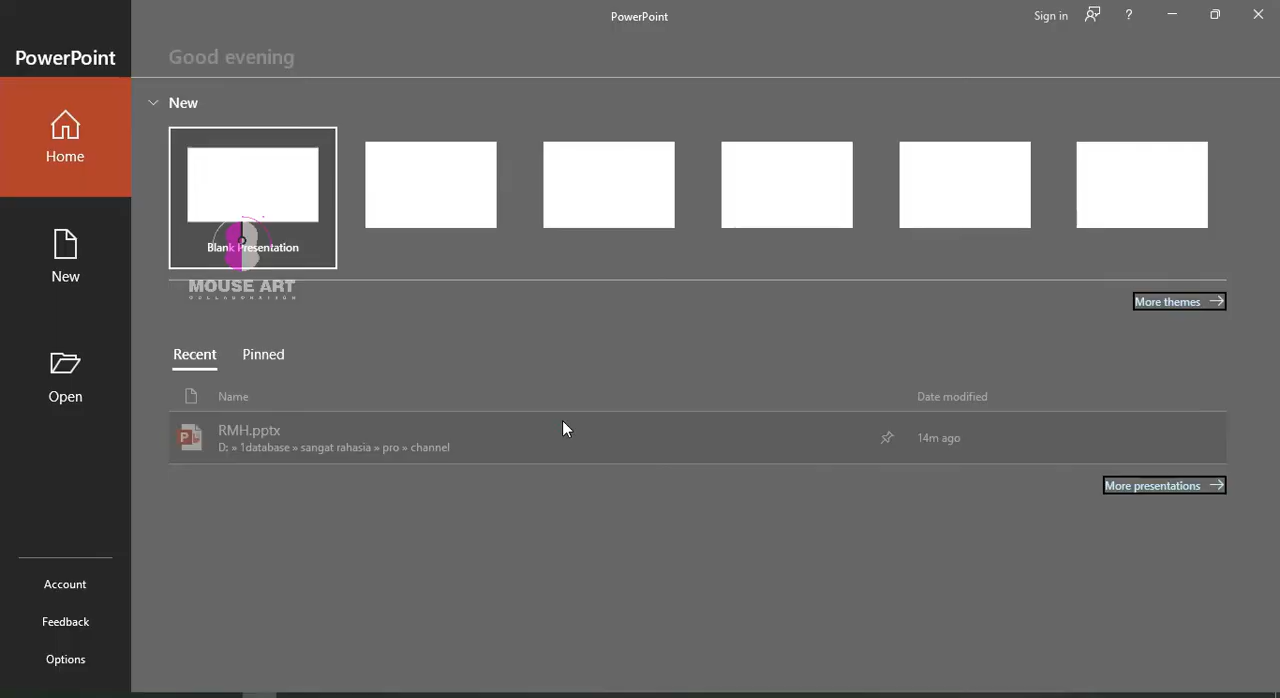 PowerPoint
Sign in
?
PowerPoint
Good evening
Home
New
Open
Account
Feedback
Options
New
Blank Presentation
MOUSE ART
COLLABORATION
More themes
Recent
Pinned
Name
Date modified
RMH.pptx
D: » 1database » sangat rahasia » pro » channel
14m ago
More presentations